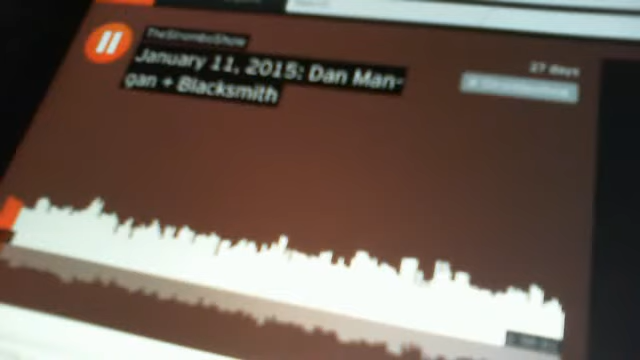 TheStromboShow
January 11, 2015: Dan Man-
gan + Blacksmith
27 days